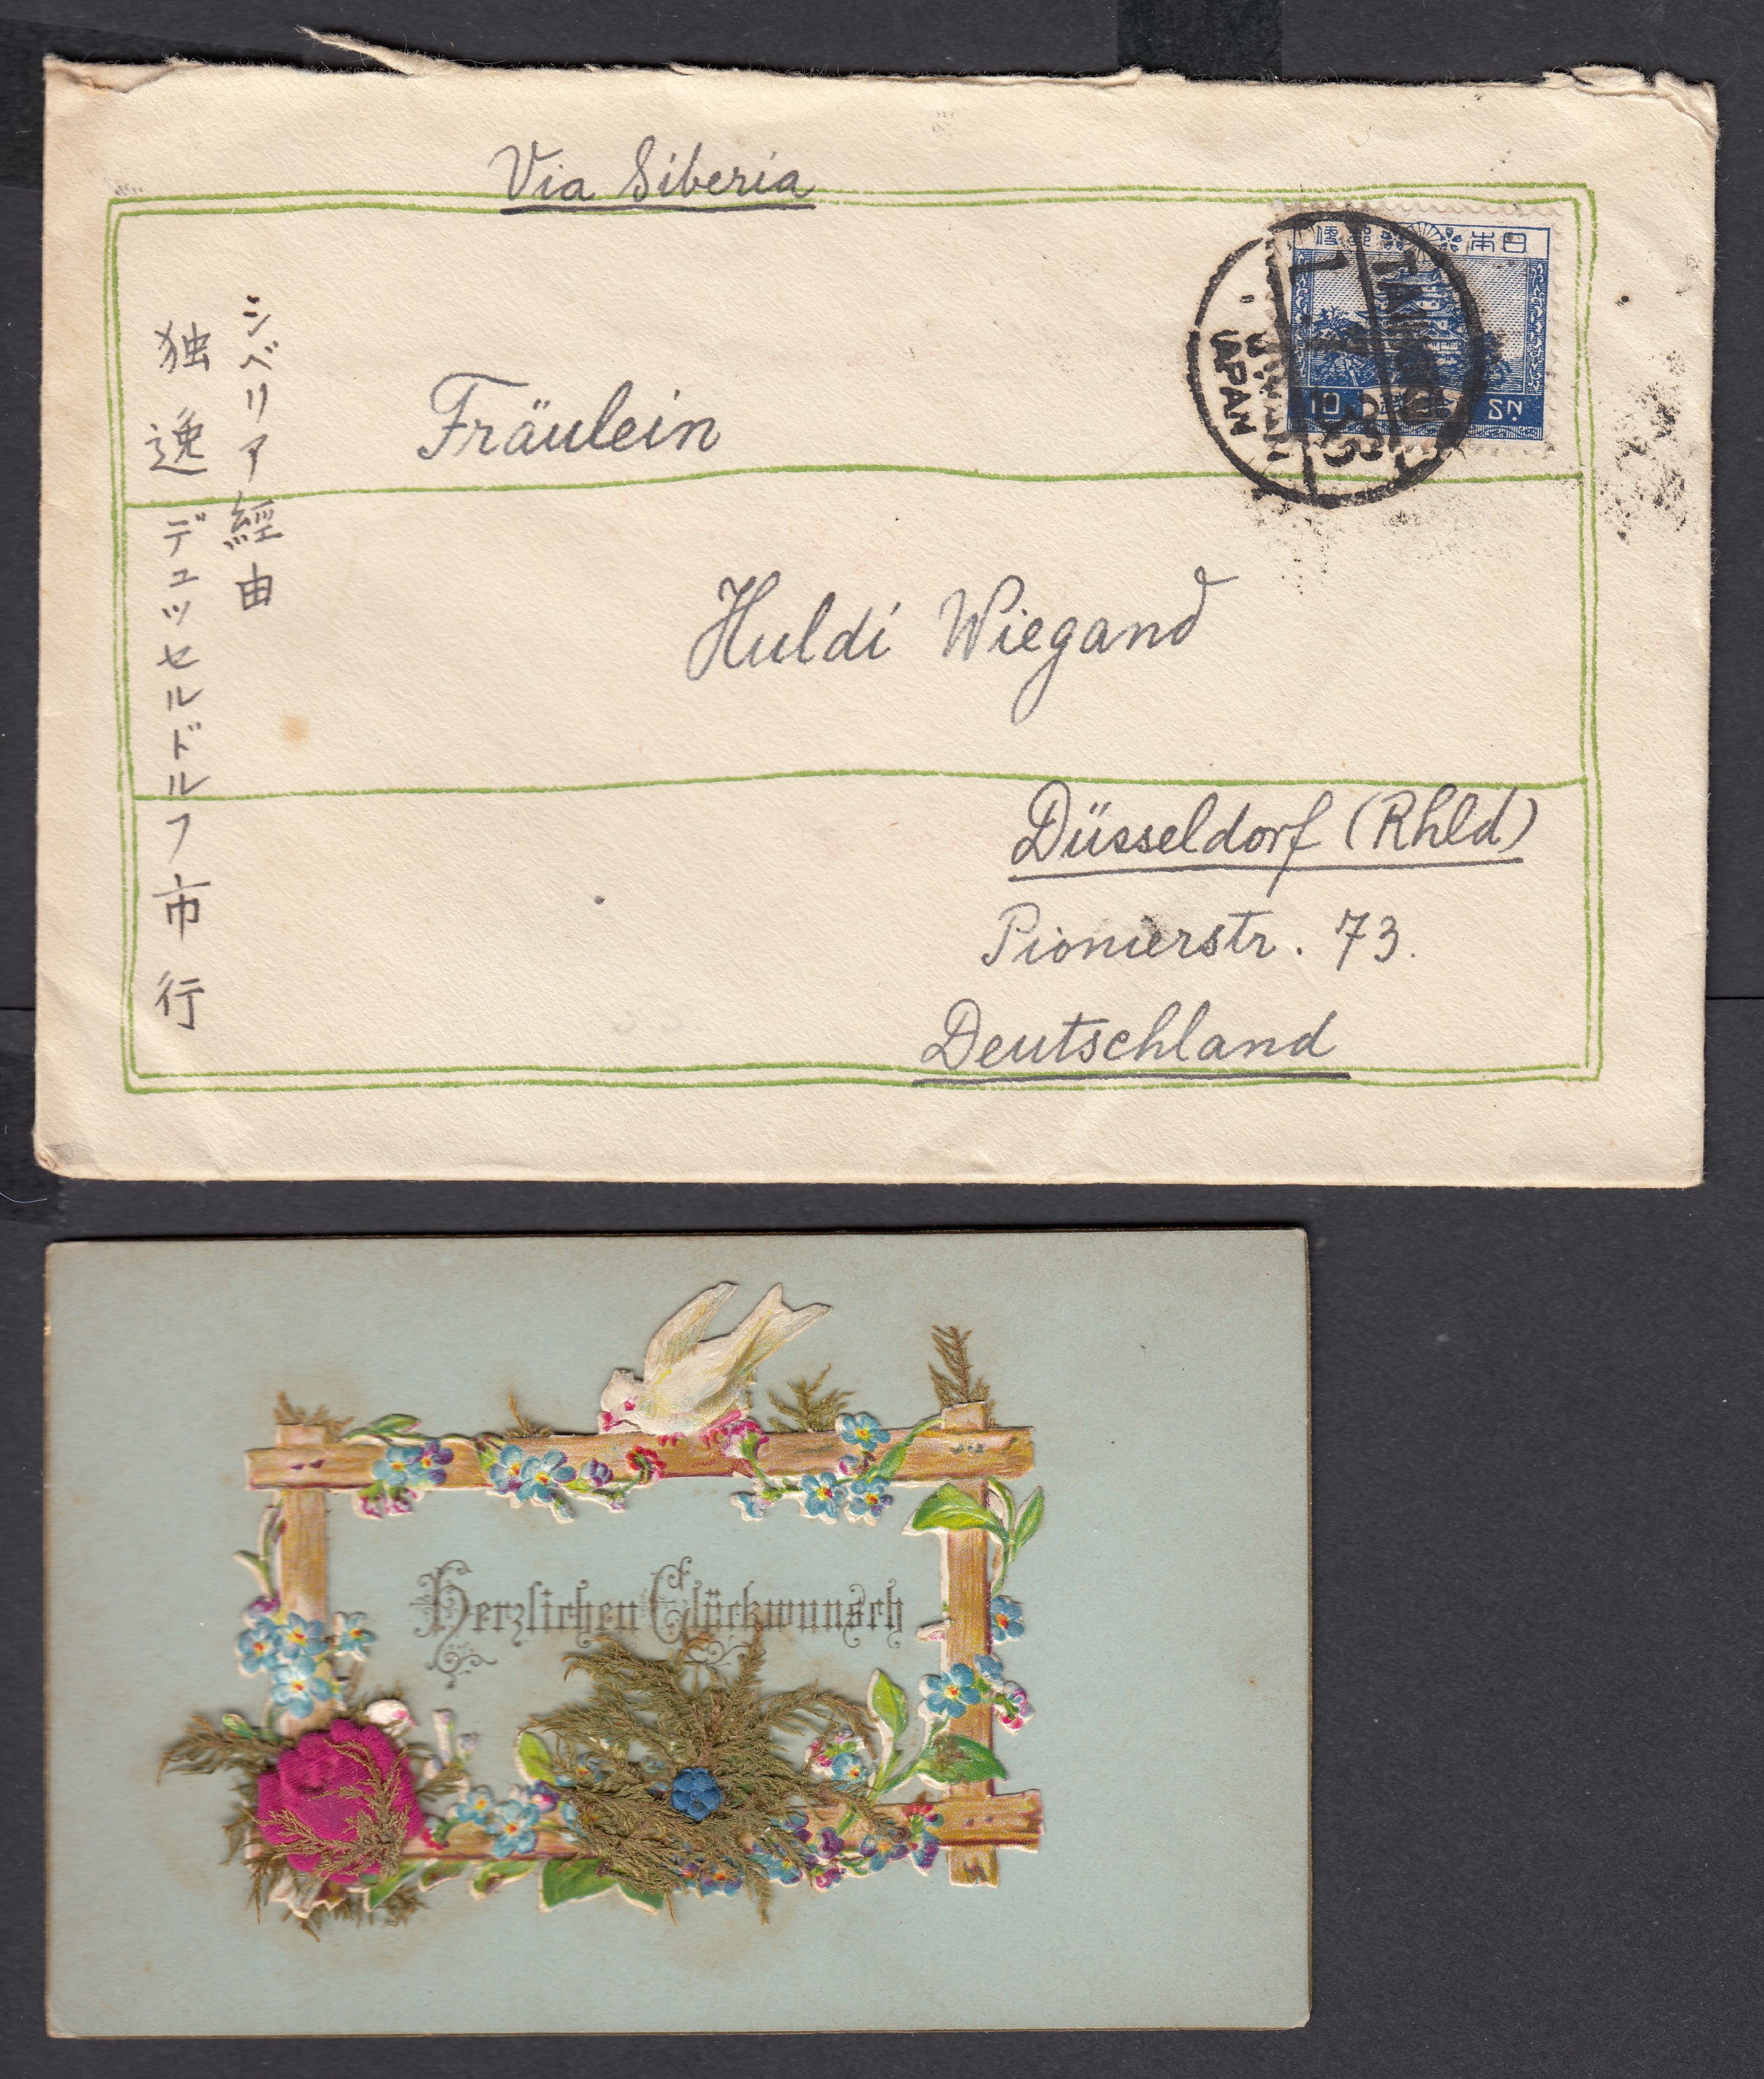 Via Siberia
シベリア經由
独逸 デュッセルドルフ市行
Fräulein
Huldi Wiegand
Düsseldorf (Rhld)
Pionierstr. 73.
Deutschland
日本郵便
10 SN.
JAPAN
Herzlichen Glückwunsch